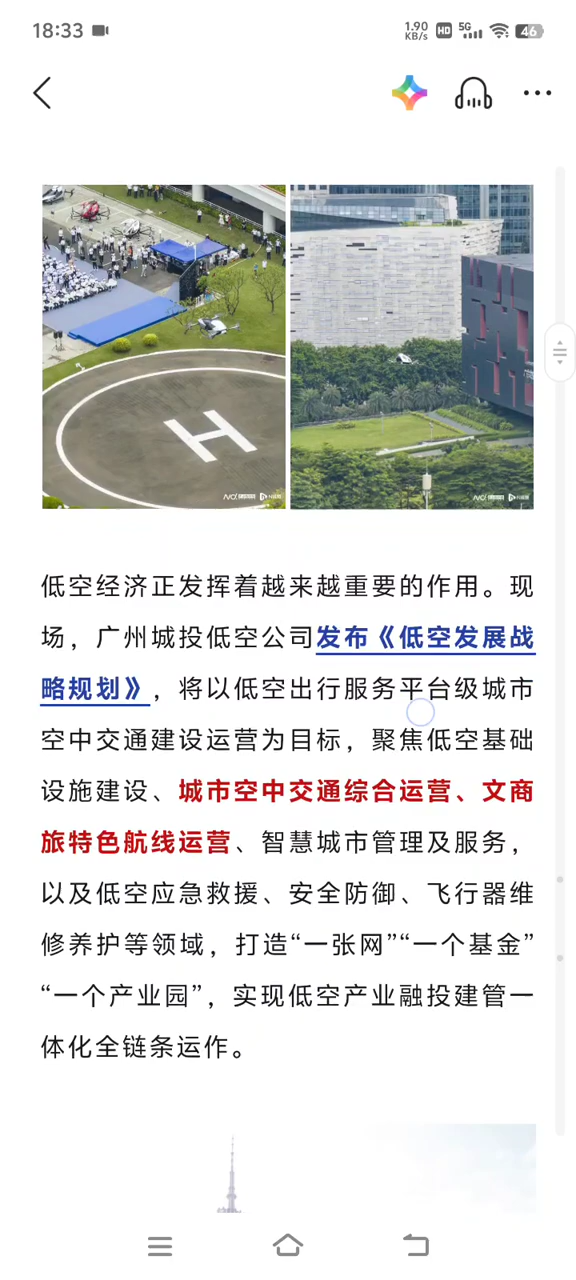 18:33
1.90
KB/s
HD
5G
46
H
低空经济正发挥着越来越重要的作用。现
场，广州城投低空公司发布《低空发展战
略规划》，将以低空出行服务平台级城市
空中交通建设运营为目标，聚焦低空基础
设施建设、城市空中交通综合运营、文商
旅特色航线运营、智慧城市管理及服务，
以及低空应急救援、安全防御、飞行器维
修养护等领域，打造“一张网”“一个基金”
“一个产业园”，实现低空产业融投建管一
体化全链条运作。